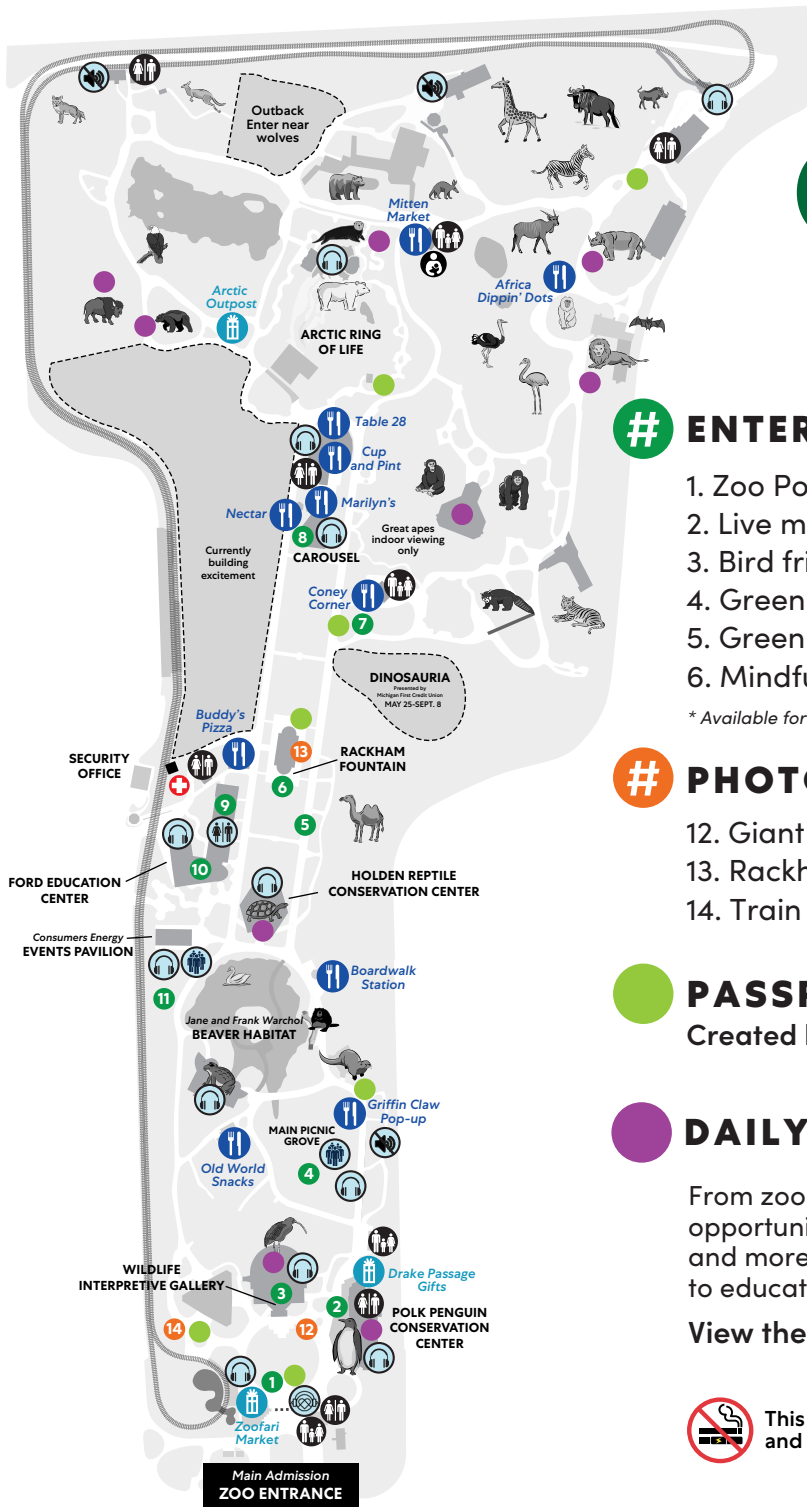 Outback
Enter near
wolves
Mitten
Market
Arctic
Outpost
Africa
Dippin' Dots
ARCTIC RING
OF LIFE
Table 28
Cup
and Pint
Marilyn's
Nectar
8
CAROUSEL
Great apes
indoor viewing
only
Currently
building
excitement
Coney
Corner
7
DINOSAURIA
Presented by
Michigan First Credit Union
MAY 25-SEPT. 8
Buddy's
Pizza
13
RACKHAM
FOUNTAIN
SECURITY
OFFICE
6
9
5
10
FORD EDUCATION
CENTER
HOLDEN REPTILE
CONSERVATION CENTER
Consumers Energy
EVENTS PAVILION
11
Boardwalk
Station
Jane and Frank Warchol
BEAVER HABITAT
Griffin Claw
Pop-up
MAIN PICNIC
GROVE
Old World
Snacks
4
WILDLIFE
INTERPRETIVE GALLERY
3
Drake Passage
Gifts
2
POLK PENGUIN
CONSERVATION
CENTER
14
12
1
Zoofari
Market
Main Admission
ZOO ENTRANCE
# ENTER
1. Zoo Po
2. Live m
3. Bird fri
4. Green
5. Green
6. Mindfu
* Available for
# PHOTO
12. Giant
13. Rackh
14. Train
PASSP
Created b
DAILY
From zoo
opportuni
and more
to educat
View the
This
and